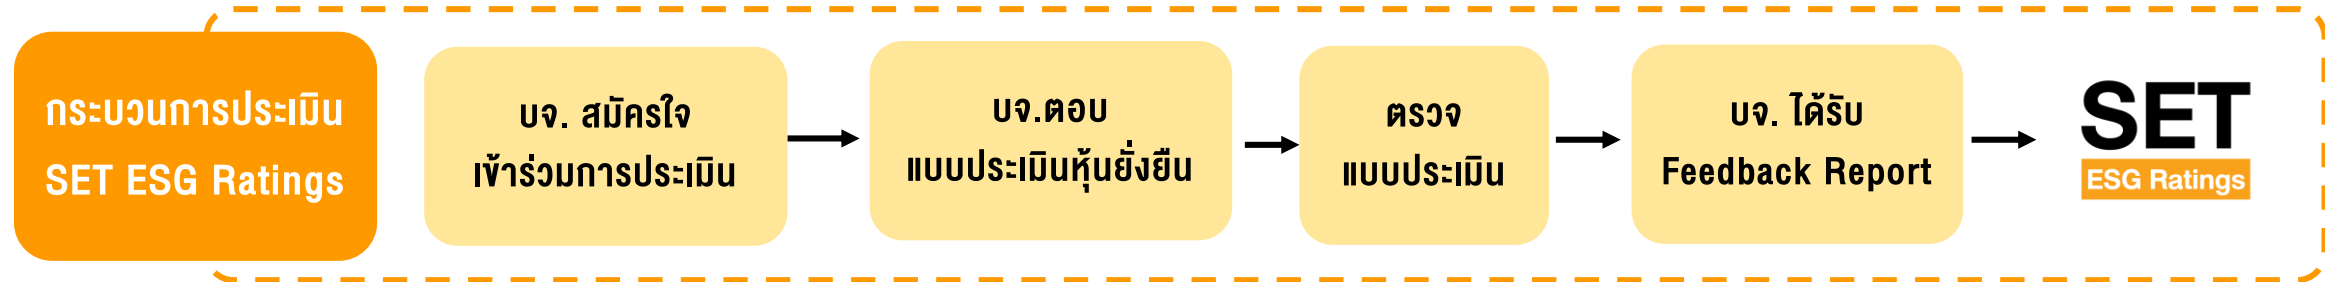 กระบวนการประเมิน
SET ESG Ratings
บจ. สมัครใจ
เข้าร่วมการประเมิน
บจ.ตอบ
แบบประเมินหุ้นยั่งยืน
ตรวจ
แบบประเมิน
บจ. ได้รับ
Feedback Report
SET
ESG Ratings